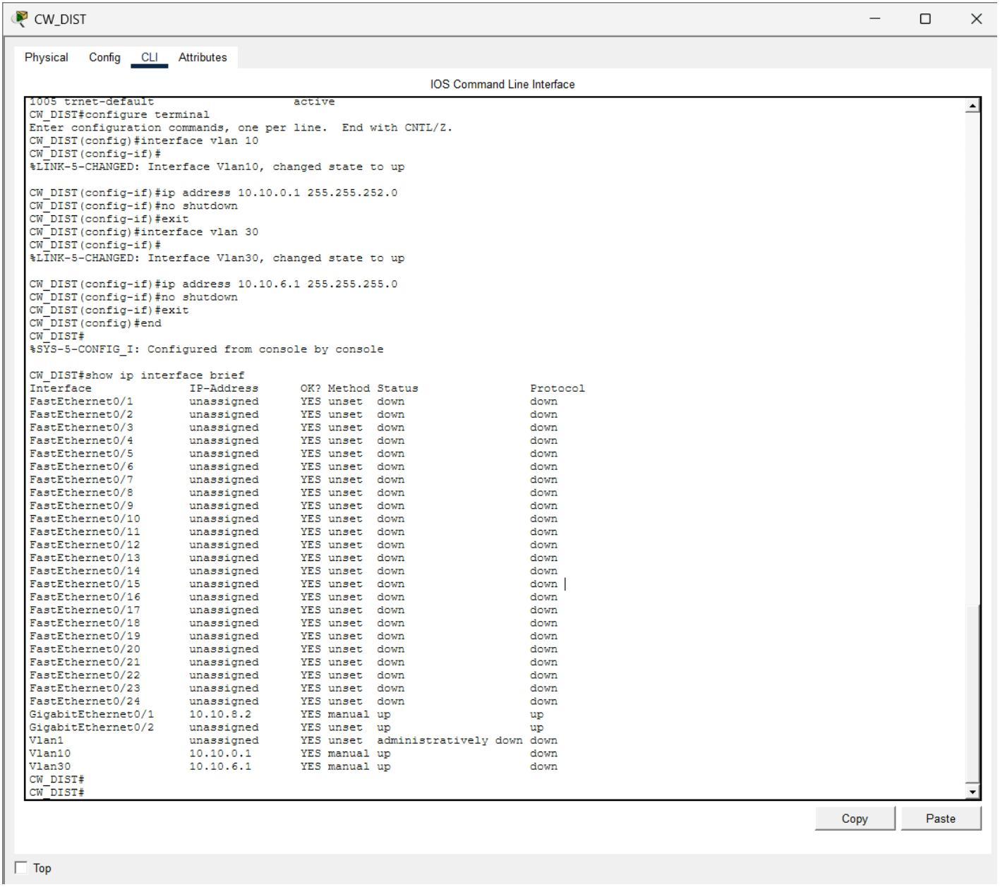 CW_DIST
Physical Config CLI Attributes
IOS Command Line Interface
1005 trnet-default                    active
CW_DIST#configure terminal
Enter configuration commands, one per line.  End with CNTL/Z.
CW_DIST(config)#interface vlan 10
CW_DIST(config-if)#
%LINK-5-CHANGED: Interface Vlan10, changed state to up
CW_DIST(config-if)#ip address 10.10.0.1 255.255.252.0
CW_DIST(config-if)#no shutdown
CW_DIST(config-if)#exit
CW_DIST(config)#interface vlan 30
CW_DIST(config-if)#
%LINK-5-CHANGED: Interface Vlan30, changed state to up
CW_DIST(config-if)#ip address 10.10.6.1 255.255.255.0
CW_DIST(config-if)#no shutdown
CW_DIST(config-if)#exit
CW_DIST(config)#end
CW_DIST#
%SYS-5-CONFIG_I: Configured from console by console
CW_DIST#show ip interface brief
Interface              IP-Address      OK? Method Status                Protocol
FastEthernet0/1        unassigned      YES unset  down                  down
FastEthernet0/2        unassigned      YES unset  down                  down
FastEthernet0/3        unassigned      YES unset  down                  down
FastEthernet0/4        unassigned      YES unset  down                  down
FastEthernet0/5        unassigned      YES unset  down                  down
FastEthernet0/6        unassigned      YES unset  down                  down
FastEthernet0/7        unassigned      YES unset  down                  down
FastEthernet0/8        unassigned      YES unset  down                  down
FastEthernet0/9        unassigned      YES unset  down                  down
FastEthernet0/10       unassigned      YES unset  down                  down
FastEthernet0/11       unassigned      YES unset  down                  down
FastEthernet0/12       unassigned      YES unset  down                  down
FastEthernet0/13       unassigned      YES unset  down                  down
FastEthernet0/14       unassigned      YES unset  down                  down
FastEthernet0/15       unassigned      YES unset  down                  down
FastEthernet0/16       unassigned      YES unset  down                  down
FastEthernet0/17       unassigned      YES unset  down                  down
FastEthernet0/18       unassigned      YES unset  down                  down
FastEthernet0/19       unassigned      YES unset  down                  down
FastEthernet0/20       unassigned      YES unset  down                  down
FastEthernet0/21       unassigned      YES unset  down                  down
FastEthernet0/22       unassigned      YES unset  down                  down
FastEthernet0/23       unassigned      YES unset  down                  down
FastEthernet0/24       unassigned      YES unset  down                  down
GigabitEthernet0/1     10.10.8.2       YES manual up                    up
GigabitEthernet0/2     unassigned      YES unset  up                    up
Vlan1                  unassigned      YES unset  administratively down down
Vlan10                 10.10.0.1       YES manual up                    down
Vlan30                 10.10.6.1       YES manual up                    down
CW_DIST#
CW_DIST#
Copy Paste
Top